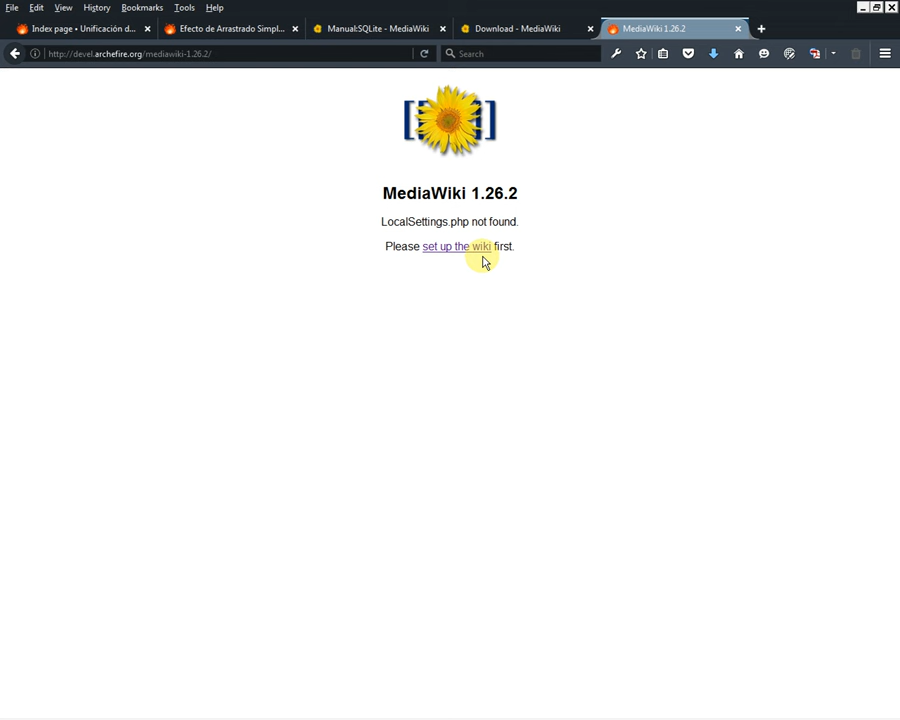 File Edit View History Bookmarks Tools Help
Index page • Unificación d... Efecto de Arrastrado Simpl... Manual:SQLite - MediaWiki Download - MediaWiki MediaWiki 1.26.2
http://devel.archefire.org/mediawiki-1.26.2/ Search
MediaWiki 1.26.2
LocalSettings.php not found.
Please set up the wiki first.